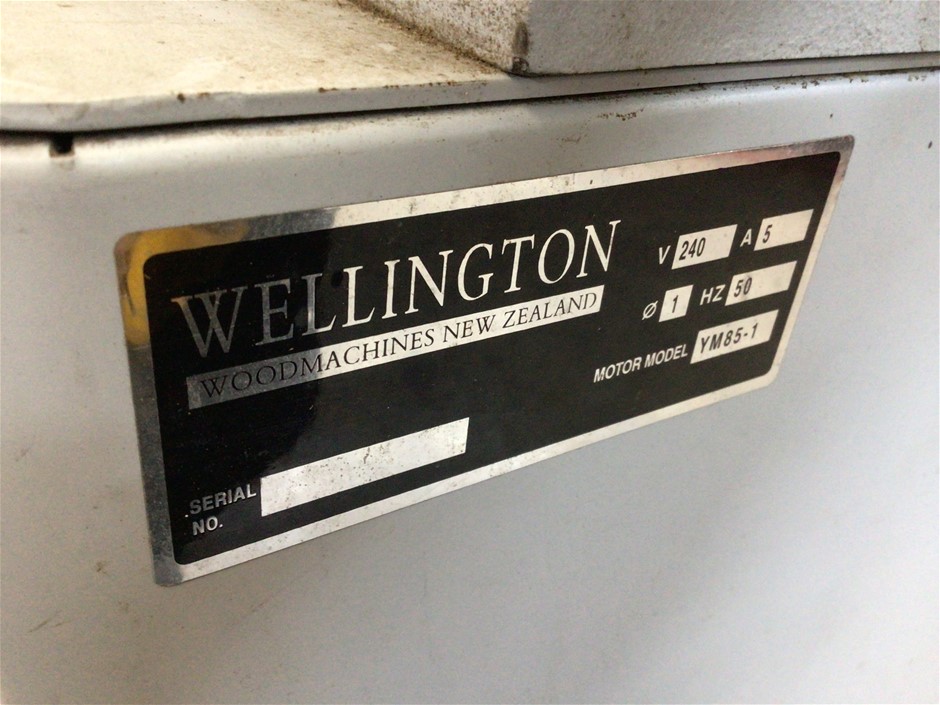 WELLINGTON
WOODMACHINES NEW ZEALAND
V 240 A 5
Ø 1 HZ 50
MOTOR MODEL YM85-1
SERIAL
NO.